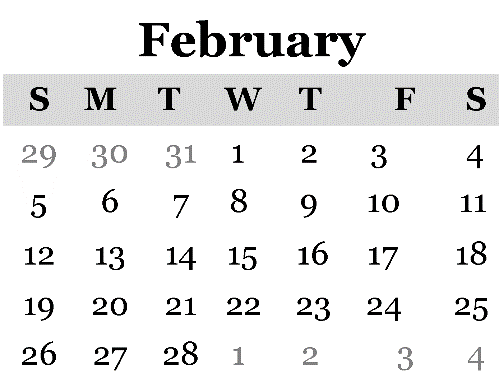 February
S M T W T F S
29 30 31 1 2 3 4
5 6 7 8 9 10 11
12 13 14 15 16 17 18
19 20 21 22 23 24 25
26 27 28 1 2 3 4